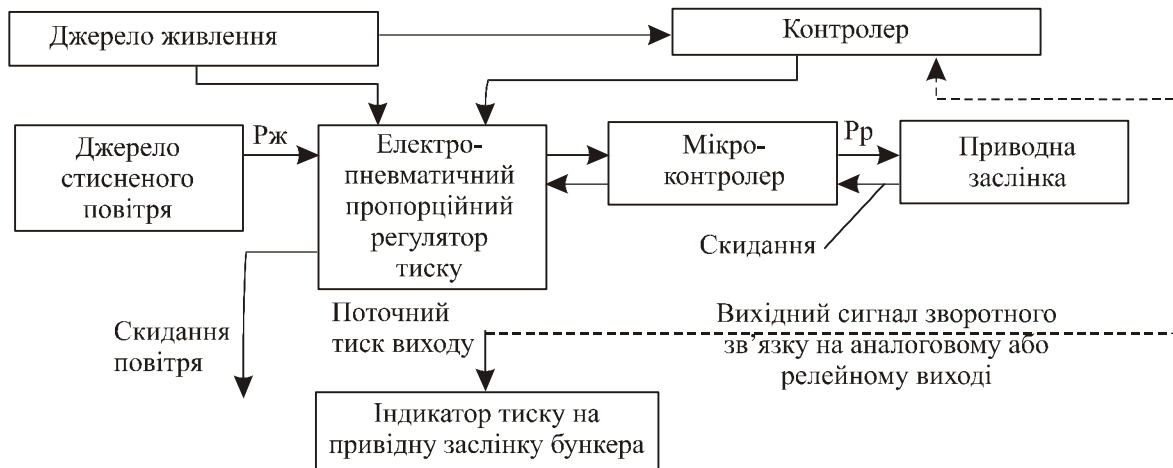 Джерело живлення
Контролер
Рж
Джерело
стисненого
повітря
Електро-
пневматичний
пропорційний
регулятор
тиску
Мікро-
контролер
Рр
Приводна
заслінка
Скидання
Скидання
повітря
Поточний
тиск виходу
Вихідний сигнал зворотного
зв’язку на аналоговому або
релейному виході
Індикатор тиску на
привідну заслінку бункера